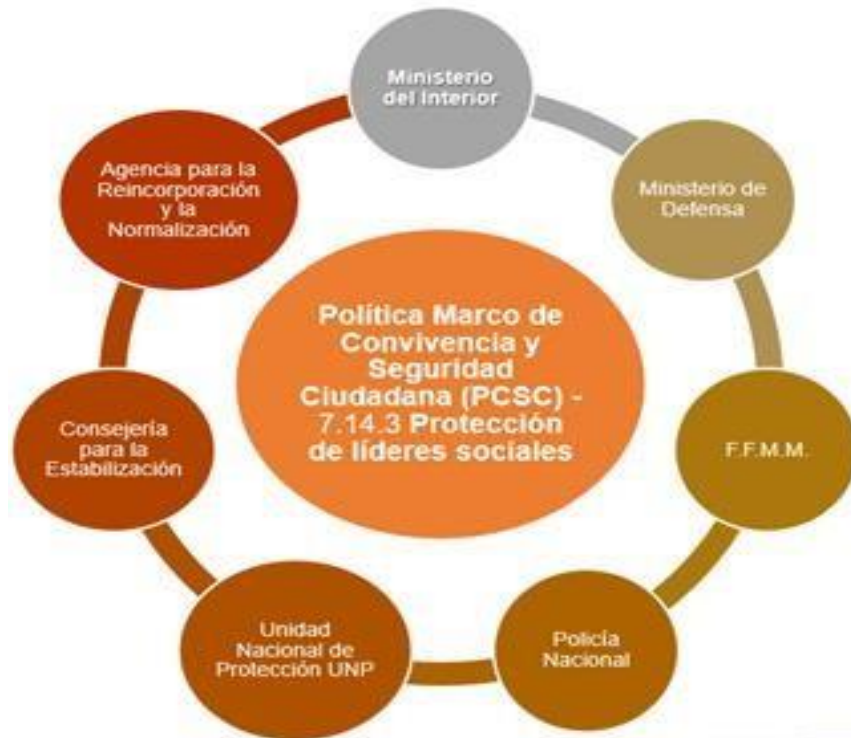 Ministerio
del Interior
Ministerio de
Defensa
F.F.M.M.
Policía
Nacional
Unidad
Nacional de
Protección UNP
Consejería
para la
Estabilización
Agencia para la
Reincorporación
y la
Normalización
Política Marco de
Convivencia y
Seguridad
Ciudadana (PCSC) -
7.14.3 Protección
de líderes sociales